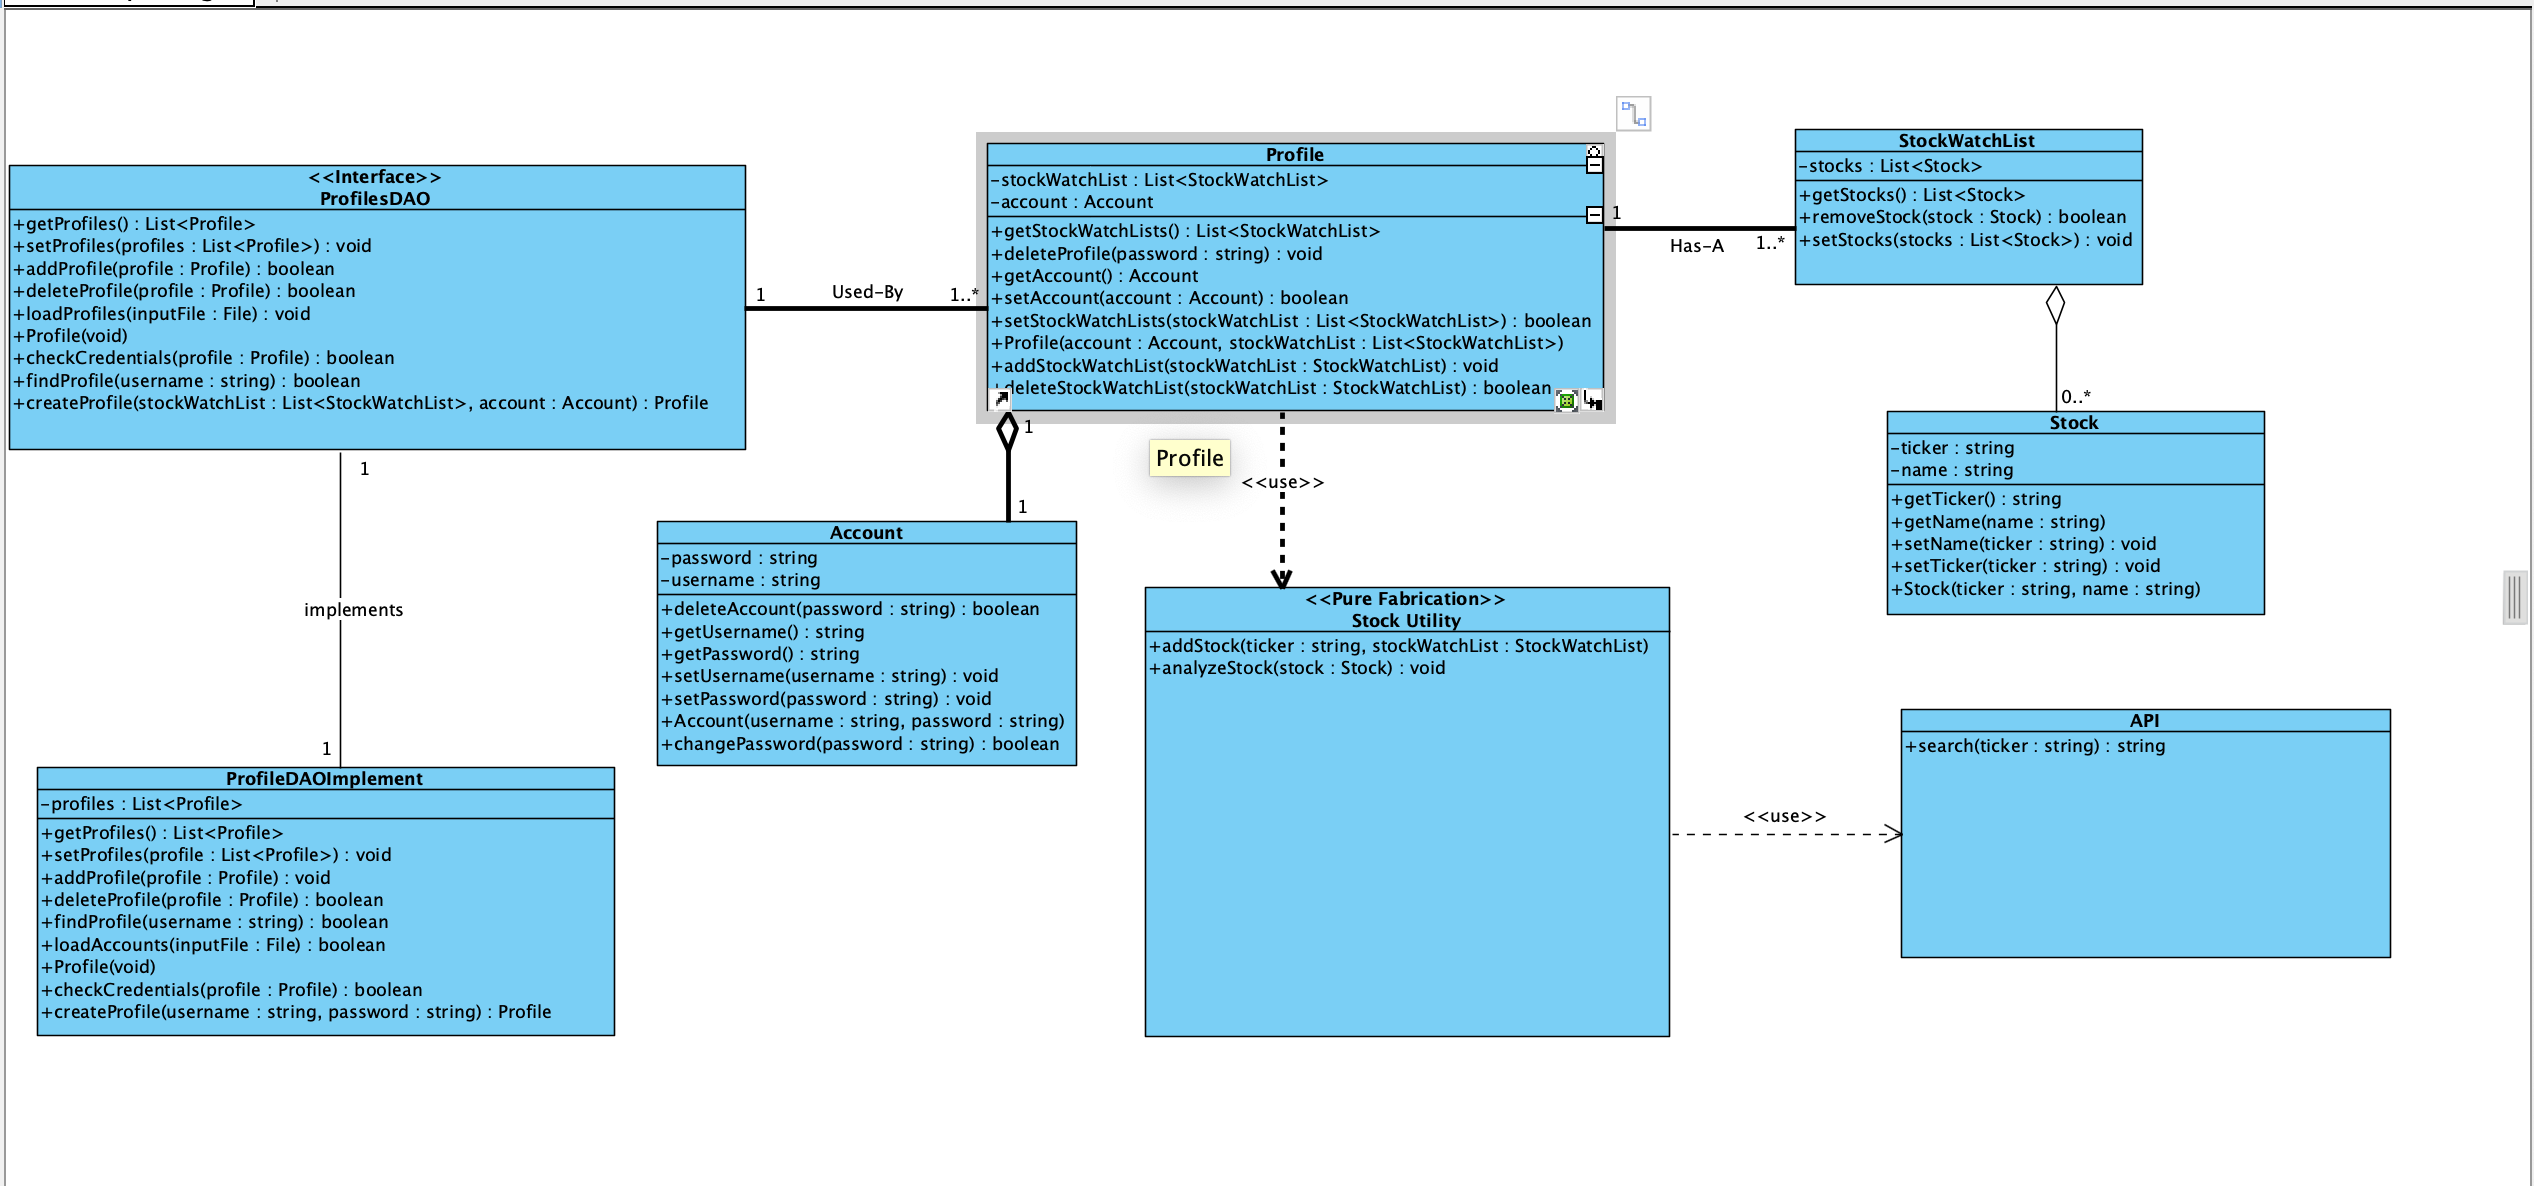 <<Interface>>
ProfilesDAO
+getProfiles() : List<Profile>
+setProfiles(profiles : List<Profile>) : void
+addProfile(profile : Profile) : boolean
+deleteProfile(profile : Profile) : boolean
+loadProfiles(inputFile : File) : void
+Profile(void)
+checkCredentials(profile : Profile) : boolean
+findProfile(username : string) : boolean
+createProfile(stockWatchList : List<StockWatchList>, account : Account) : Profile
1
Used-By
1..*
Profile
-stockWatchList : List<StockWatchList>
-account : Account
+getStockWatchLists() : List<StockWatchList>
+deleteProfile(password : string) : void
+getAccount() : Account
+setAccount(account : Account) : boolean
+setStockWatchLists(stockWatchList : List<StockWatchList>) : boolean
+Profile(account : Account, stockWatchList : List<StockWatchList>)
+addStockWatchList(stockWatchList : StockWatchList) : void
+deleteStockWatchList(stockWatchList : StockWatchList) : boolean
1
Has-A
1..*
StockWatchList
-stocks : List<Stock>
+getStocks() : List<Stock>
+removeStock(stock : Stock) : boolean
+setStocks(stocks : List<Stock>) : void
0..*
Stock
-ticker : string
-name : string
+getTicker() : string
+getName(name : string)
+setName(ticker : string) : void
+setTicker(ticker : string) : void
+Stock(ticker : string, name : string)
1
implements
1
1
1
Profile
<<use>>
Account
-password : string
-username : string
+deleteAccount(password : string) : boolean
+getUsername() : string
+getPassword() : string
+setUsername(username : string) : void
+setPassword(password : string) : void
+Account(username : string, password : string)
+changePassword(password : string) : boolean
<<Pure Fabrication>>
Stock Utility
+addStock(ticker : string, stockWatchList : StockWatchList)
+analyzeStock(stock : Stock) : void
<<use>>
API
+search(ticker : string) : string
ProfileDAOImplement
-profiles : List<Profile>
+getProfiles() : List<Profile>
+setProfiles(profile : List<Profile>) : void
+addProfile(profile : Profile) : void
+deleteProfile(profile : Profile) : boolean
+findProfile(username : string) : boolean
+loadAccounts(inputFile : File) : boolean
+Profile(void)
+checkCredentials(profile : Profile) : boolean
+createProfile(username : string, password : string) : Profile